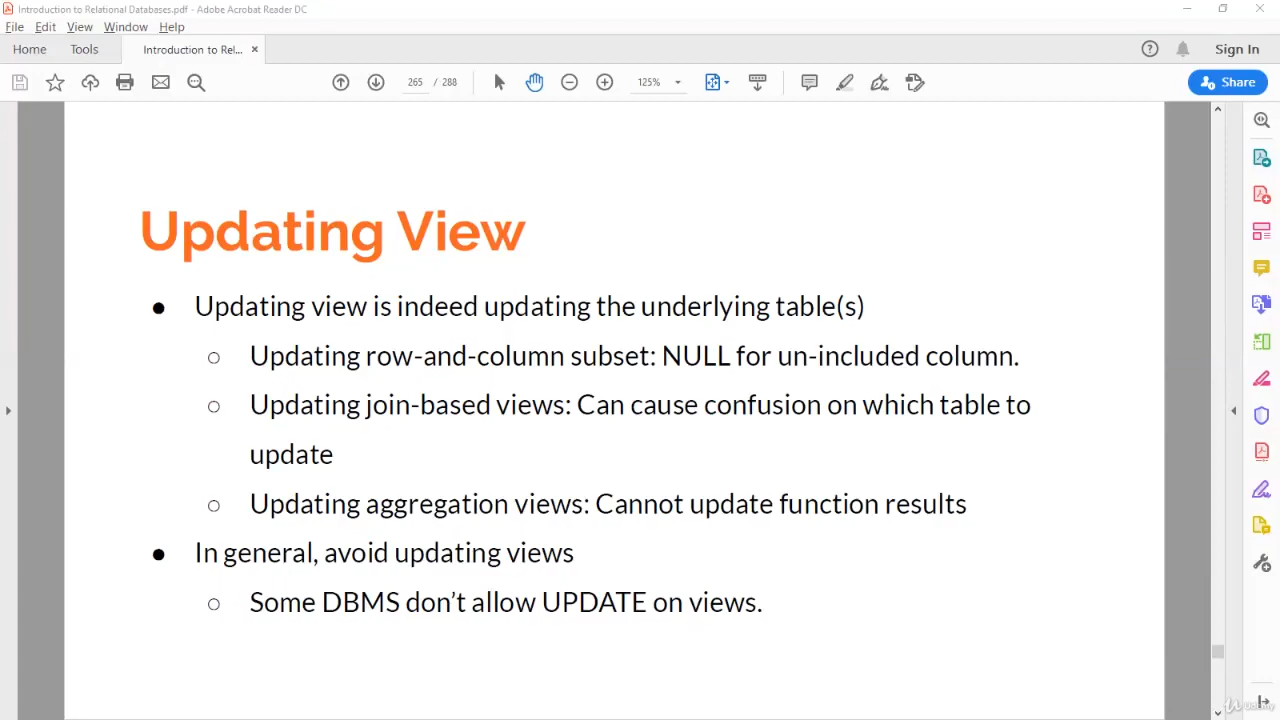 Introduction to Relational Databases.pdf - Adobe Acrobat Reader DC
File Edit View Window Help
Home Tools Introduction to Rel... × Sign In
265 / 288 125% Share
Updating View
● Updating view is indeed updating the underlying table(s)
○ Updating row-and-column subset: NULL for un-included column.
○ Updating join-based views: Can cause confusion on which table to
update
○ Updating aggregation views: Cannot update function results
● In general, avoid updating views
○ Some DBMS don’t allow UPDATE on views.
Udemy